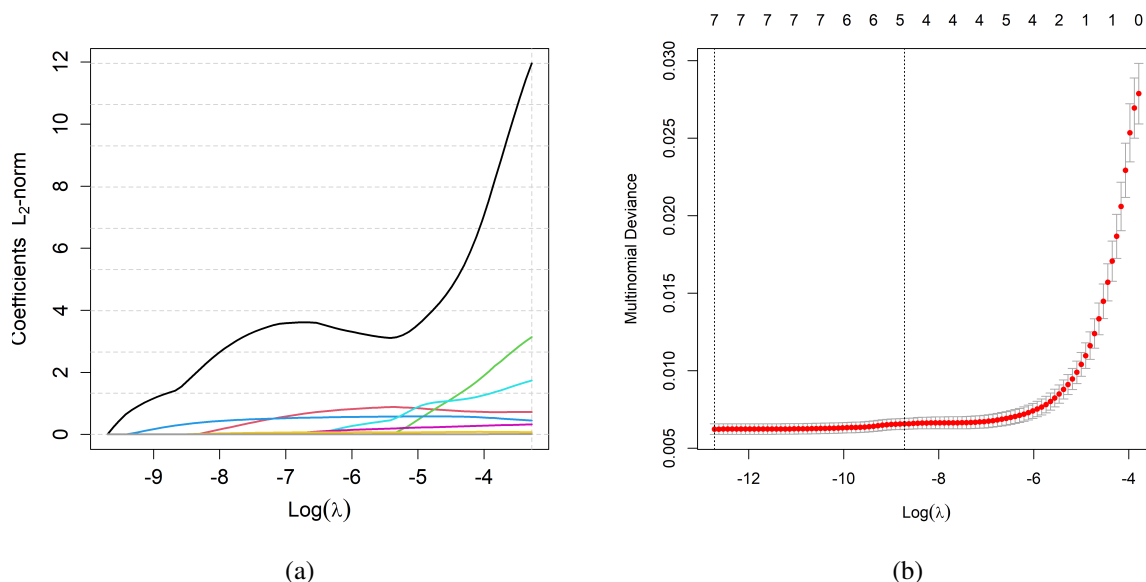 Coefficients L₂-norm
12
10
8
6
4
2
0
-9 -8 -7 -6 -5 -4
Log(λ)
(a)
7 7 7 7 7 6 6 5 4 4 5 4 4 2 1 1 0
Multinomial Deviance
0.030
0.025
0.020
0.015
0.010
0.005
-12 -10 -8 -6 -4
Log(λ)
(b)